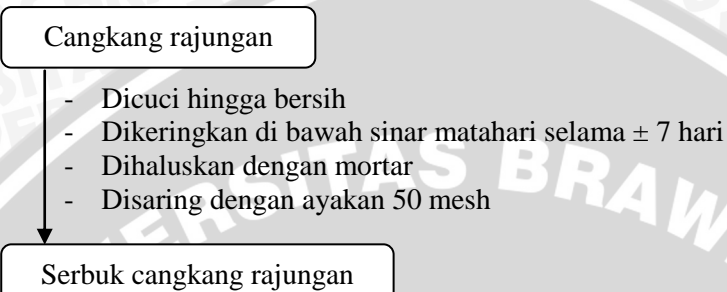 Cangkang rajungan
- Dicuci hingga bersih
- Dikeringkan di bawah sinar matahari selama ± 7 hari
- Dihaluskan dengan mortar
- Disaring dengan ayakan 50 mesh
Serbuk cangkang rajungan